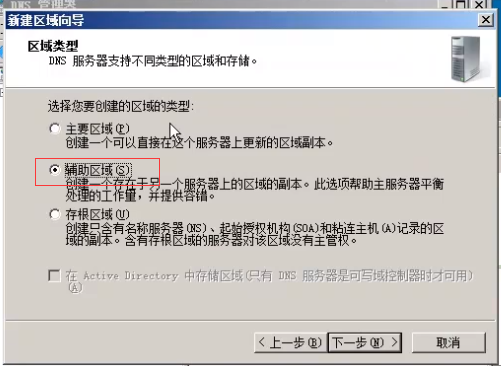 DNS 管理器
新建区域向导
区域类型
DNS 服务器支持不同类型的区域和存储。
选择您要创建的区域的类型:
主要区域(P)
创建一个可以直接在这个服务器上更新的区域副本。
辅助区域(S)
创建一个存在于另一个服务器上的区域的副本。此选项帮助主服务器平衡
处理的工作量，并提供容错。
存根区域(U)
创建只含有名称服务器(NS)、起始授权机构(SOA)和粘连主机(A)记录的区
域的副本。含有存根区域的服务器对该区域没有主管权。
在 Active Directory 中存储区域(只有 DNS 服务器是可写域控制器时才可用)
(A)
< 上一步(B) 下一步(N) > 取消